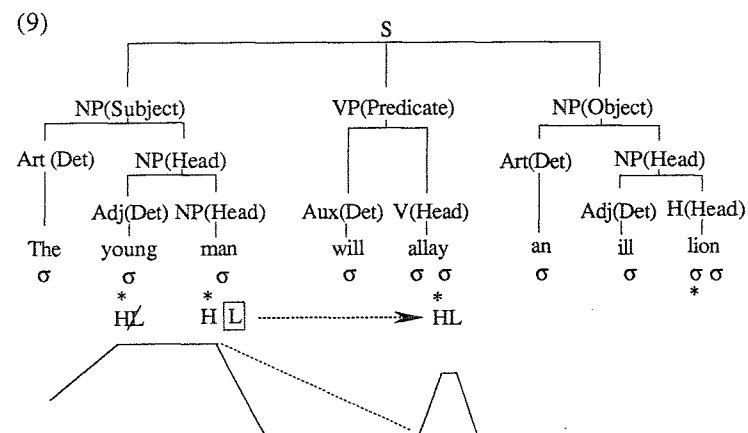 (9)
S
NP(Subject) VP(Predicate) NP(Object)
Art (Det) NP(Head) Art(Det) NP(Head)
Adj(Det) NP(Head) Aux(Det) V(Head) Adj(Det) H(Head)
The young man will allay an ill lion
σ σ σ σ σ σ σ σ σ σ
* * * *
HL H L HL